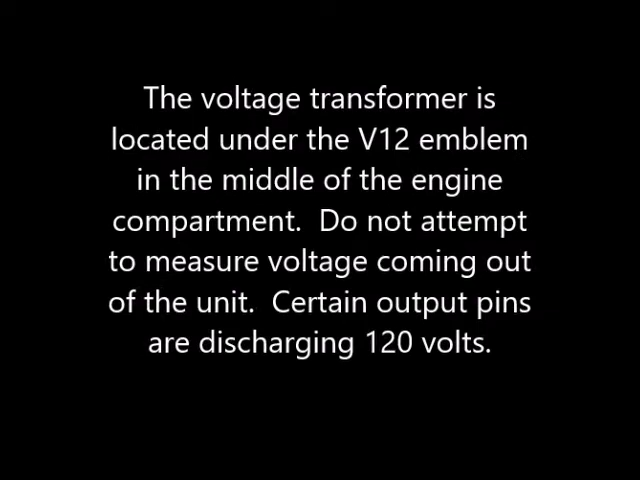 The voltage transformer is
located under the V12 emblem
in the middle of the engine
compartment.  Do not attempt
to measure voltage coming out
of the unit.  Certain output pins
are discharging 120 volts.